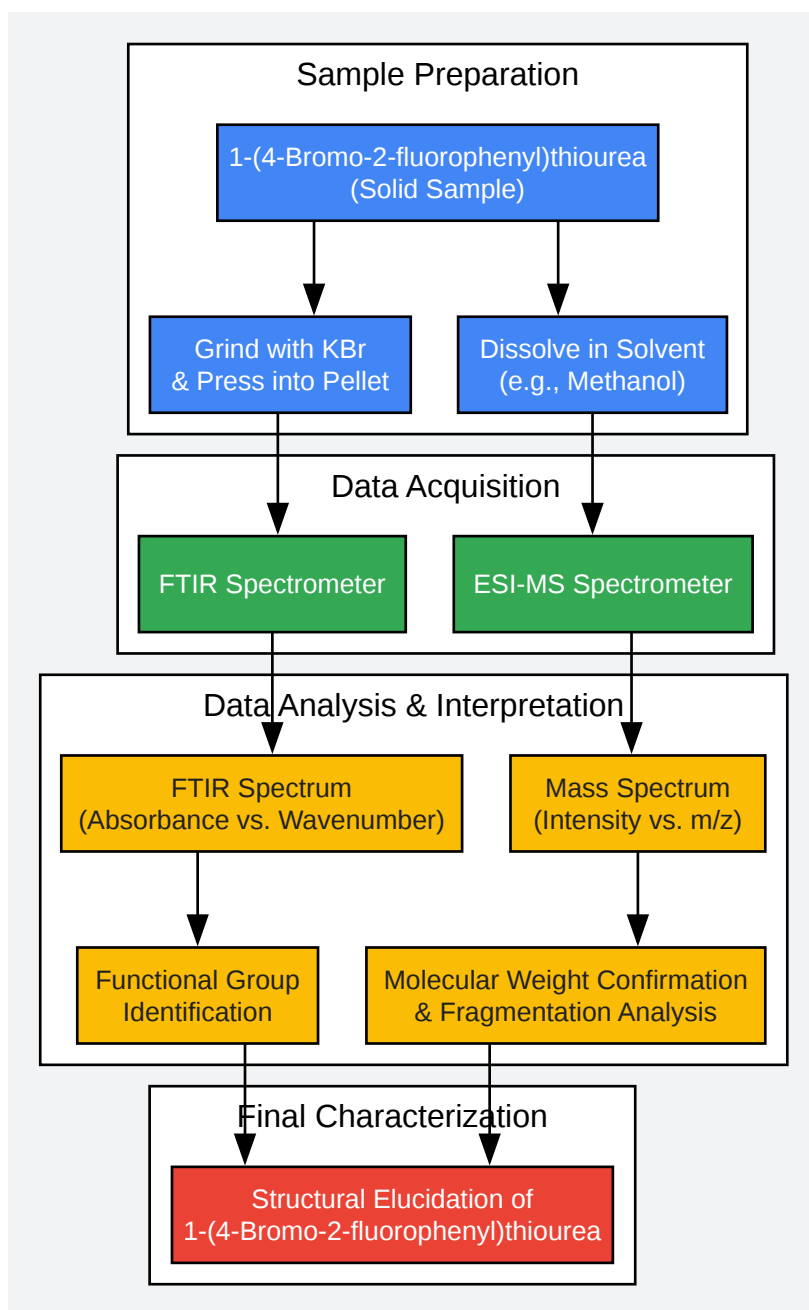 Sample Preparation
1-(4-Bromo-2-fluorophenyl)thiourea
(Solid Sample)
Grind with KBr
& Press into Pellet
Dissolve in Solvent
(e.g., Methanol)
Data Acquisition
FTIR Spectrometer
ESI-MS Spectrometer
Data Analysis & Interpretation
FTIR Spectrum
(Absorbance vs. Wavenumber)
Mass Spectrum
(Intensity vs. m/z)
Functional Group
Identification
Molecular Weight Confirmation
& Fragmentation Analysis
Final Characterization
Structural Elucidation of
1-(4-Bromo-2-fluorophenyl)thiourea